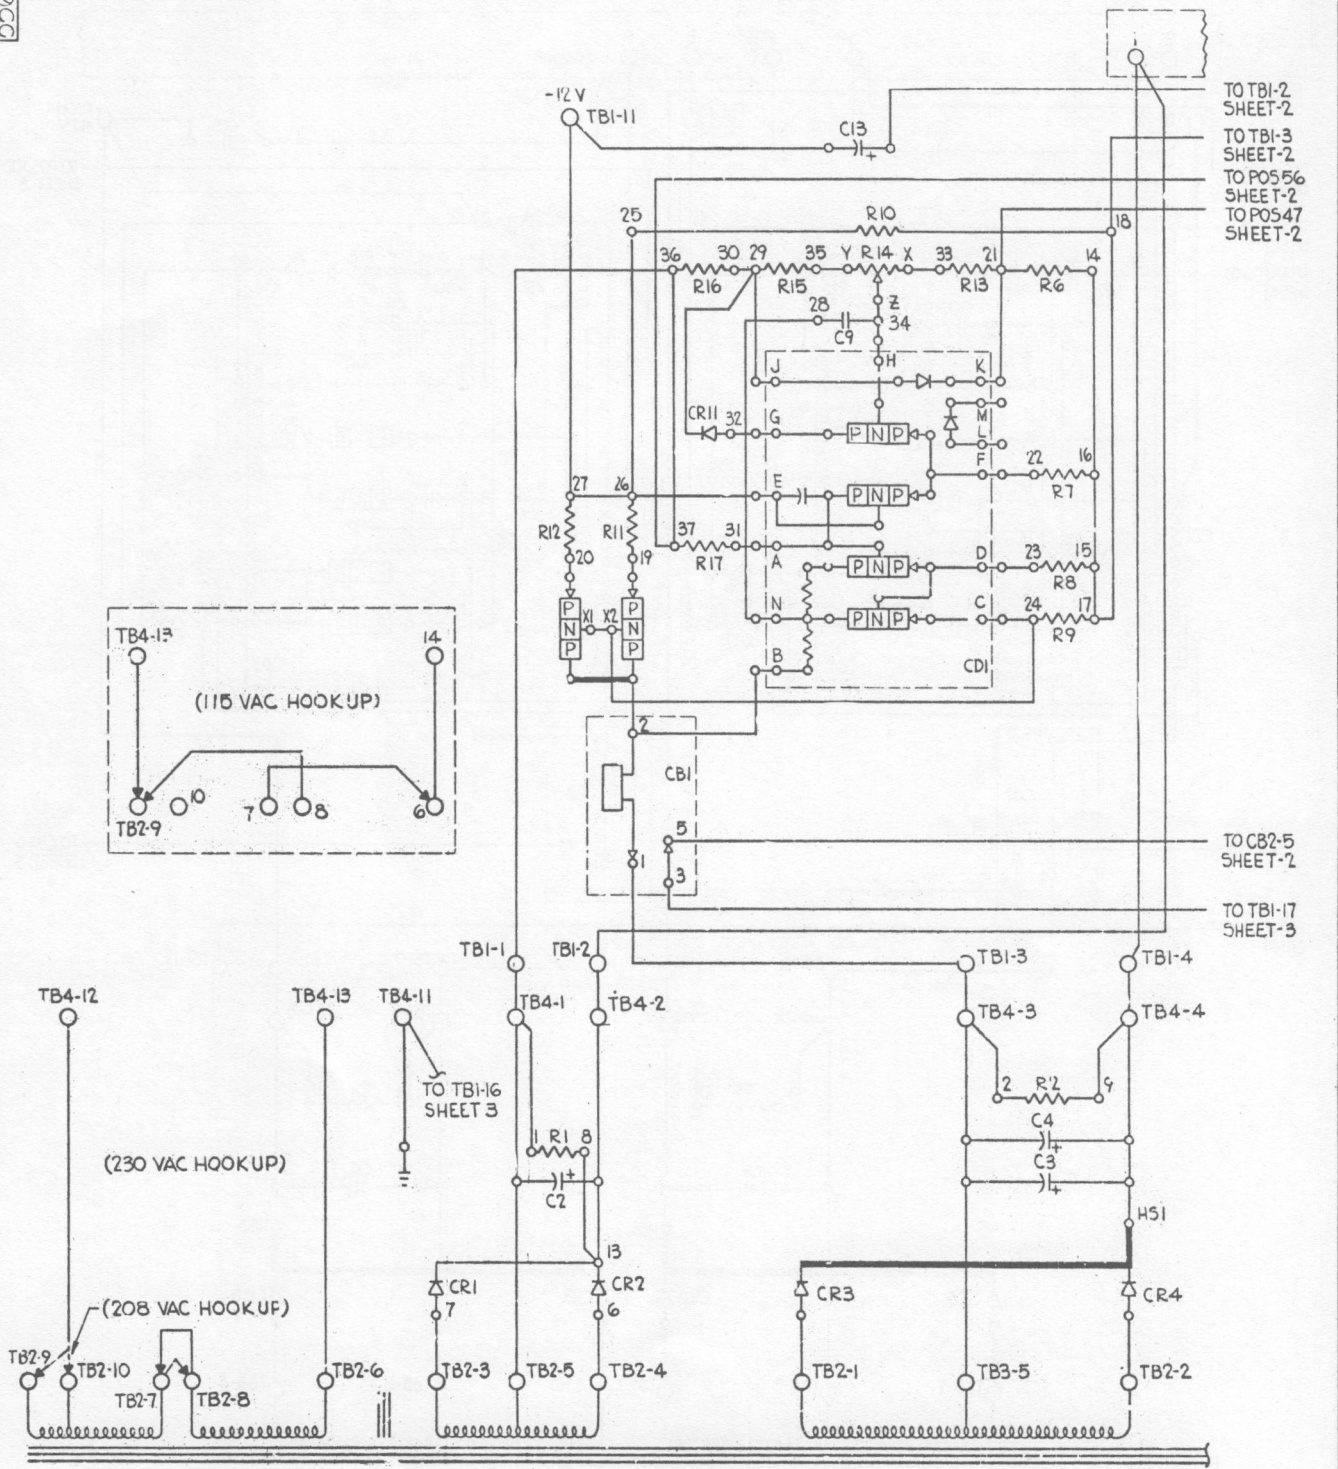 -12 V
TB1-11
C13
+
TO TB1-2
SHEET-2
TO TB1-3
SHEET-2
TO POS 56
SHEET-2
TO POS 47
SHEET-2
25
R10
18
36
30
29
35
Y
R14
X
33
21
14
R16
R15
R13
R6
28
Z
34
C9
H
J
K
CR11
32
G
M
L
P N P
F
22
16
R7
27
26
E
P N P
R12
R11
37
31
20
19
R17
A
P N P
D
23
15
R8
N
P N P
C
24
17
R9
P
N
P
X1
X2
P
N
P
B
CD1
TB4-13
14
(115 VAC HOOKUP)
10
TB2-9
7
8
6
2
CB1
5
1
3
TO CB2-5
SHEET-2
TO TB1-17
SHEET-3
TB1-1
TB1-2
TB1-3
TB1-4
TB4-12
TB4-13
TB4-11
TB4-1
TB4-2
TB4-3
TB4-4
TO TB1-16
SHEET 3
2
R2
9
1
R1
8
C4
+
C3
+
(230 VAC HOOKUP)
+
C2
HS1
13
CR1
7
CR2
6
CR3
CR4
(208 VAC HOOKUP)
TB2-9
TB2-10
TB2-7
TB2-8
TB2-6
TB2-3
TB2-5
TB2-4
TB2-1
TB3-5
TB2-2